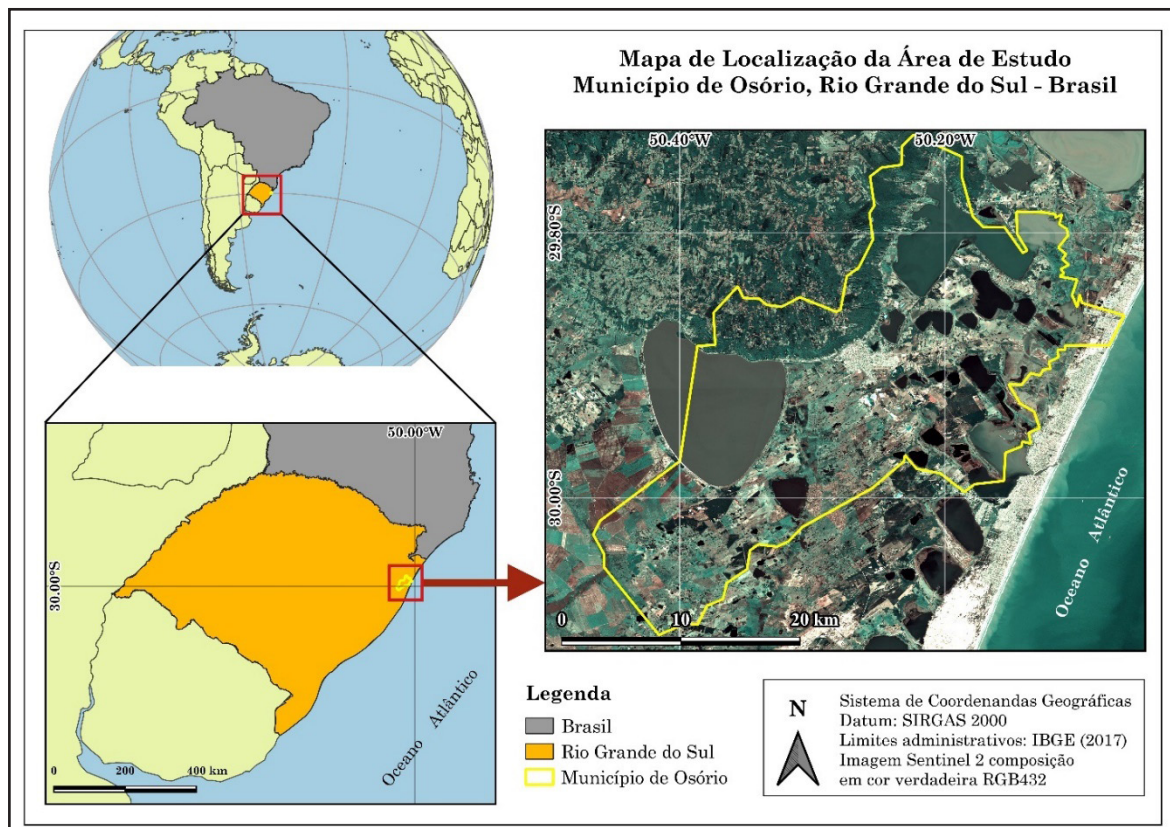 Mapa de Localização da Área de Estudo
Município de Osório, Rio Grande do Sul - Brasil
50.40°W
50.20°W
29.80°S
30.00°S
Oceano Atlântico
0 10 20 km
50.00°W
30.00°S
Oceano Atlântico
0 200 400 km
Legenda
Brasil
Rio Grande do Sul
Município de Osório
N
Sistema de Coordenandas Geográficas
Datum: SIRGAS 2000
Limites administrativos: IBGE (2017)
Imagem Sentinel 2 composição
em cor verdadeira RGB432